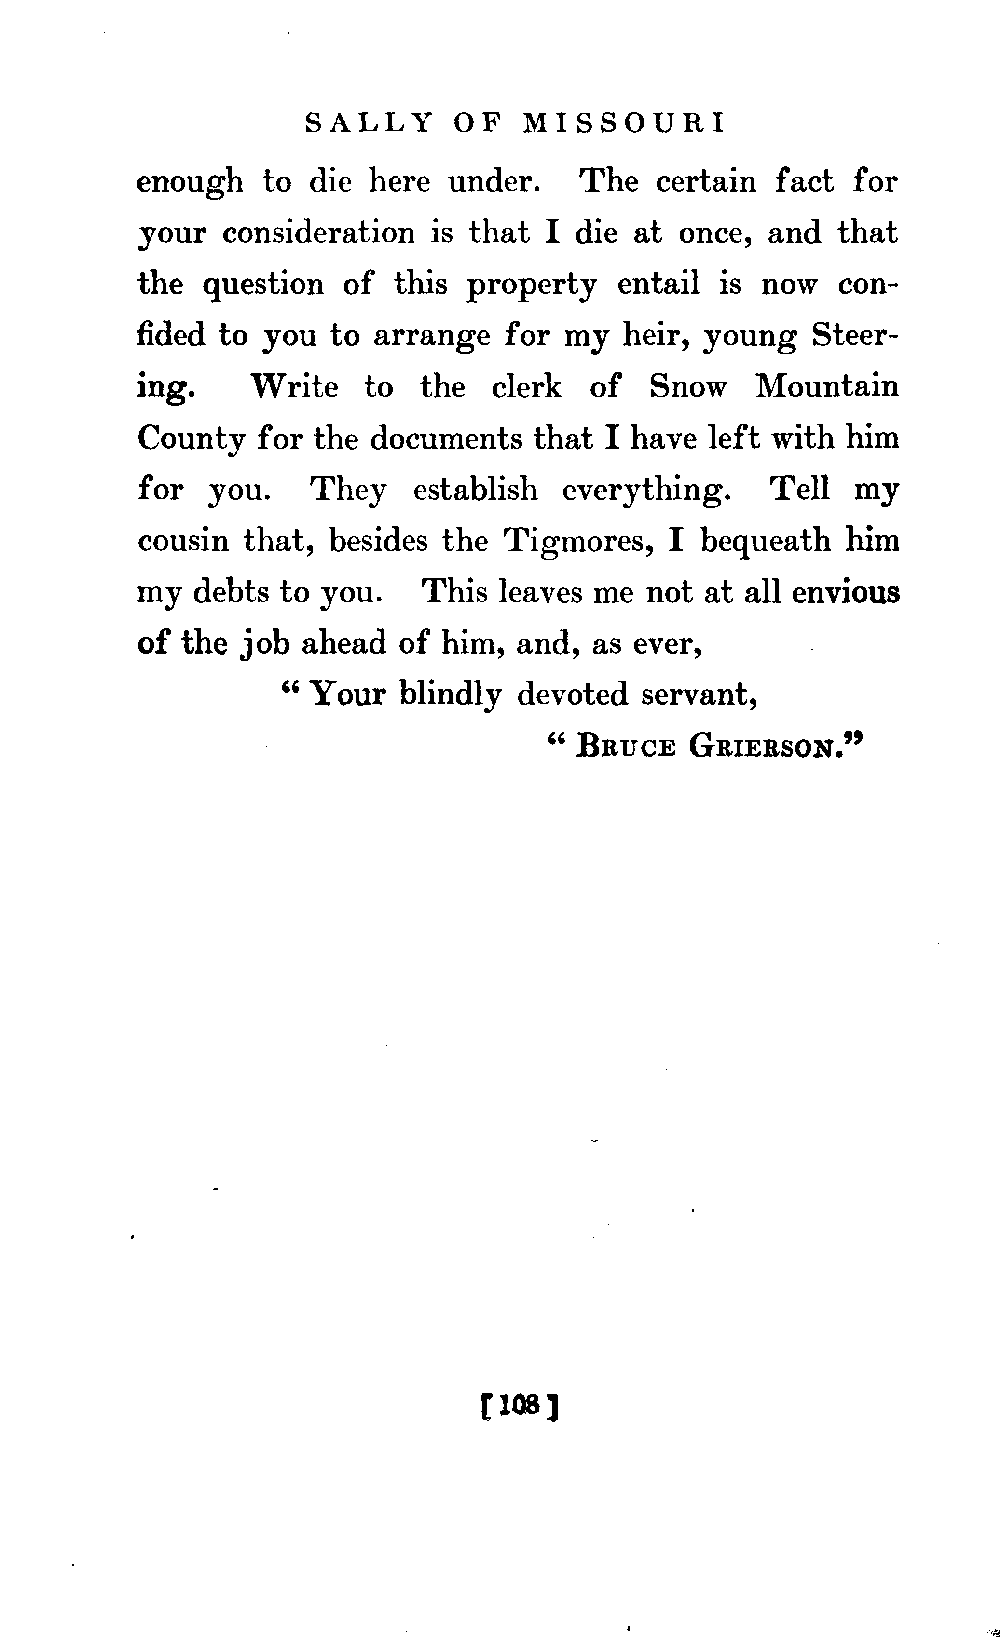 SALLY OF MISSOURI
enough to die here under. The certain fact for
your consideration is that I die at once, and that
the question of this property entail is now con-
fided to you to arrange for my heir, young Steer-
ing. Write to the clerk of Snow Mountain
County for the documents that I have left with him
for you. They establish everything. Tell my
cousin that, besides the Tigmores, I bequeath him
my debts to you. This leaves me not at all envious
of the job ahead of him, and, as ever,
“ Your blindly devoted servant,
“ BRUCE GRIERSON.”
[108]